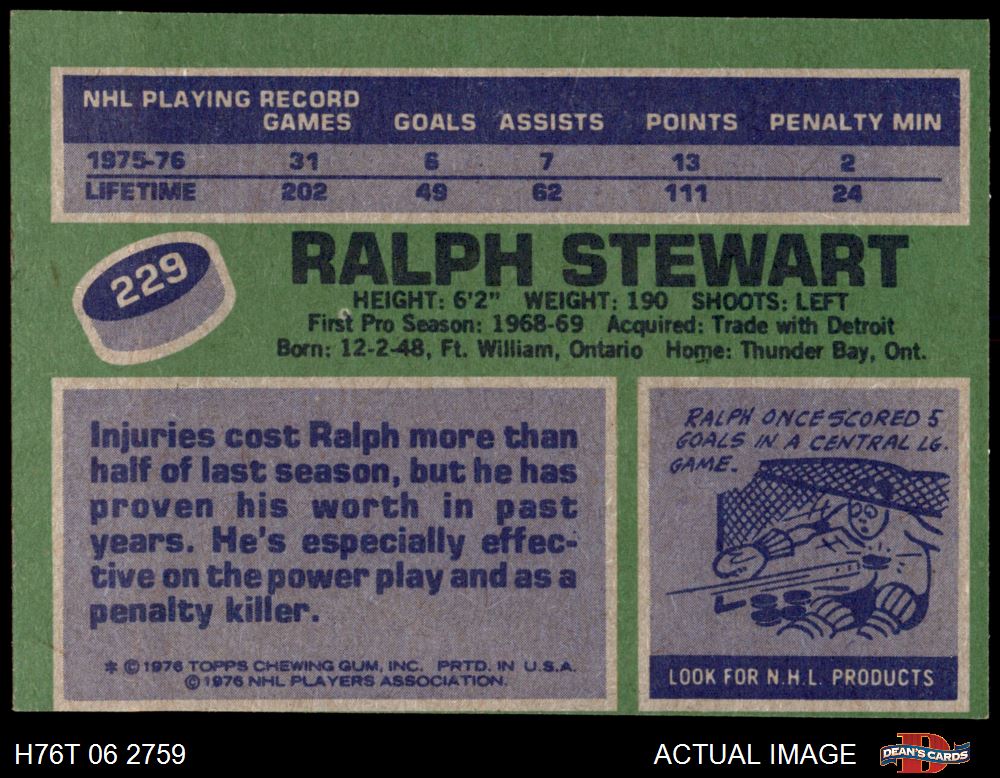 NHL PLAYING RECORD
GAMES GOALS ASSISTS POINTS PENALTY MIN
1975-76 31 6 7 13 2
LIFETIME 202 49 62 111 24
229
RALPH STEWART
HEIGHT: 6'2" WEIGHT: 190 SHOOTS: LEFT
First Pro Season: 1968-69 Acquired: Trade with Detroit
Born: 12-2-48, Ft. William, Ontario Home: Thunder Bay, Ont.
Injuries cost Ralph more than
half of last season, but he has
proven his worth in past
years. He's especially effec-
tive on the power play and as a
penalty killer.
* © 1976 TOPPS CHEWING GUM, INC. PRTD. IN U.S.A.
© 1976 NHL PLAYERS ASSOCIATION.
RALPH ONCE SCORED 5
GOALS IN A CENTRAL LG.
GAME.
LOOK FOR N.H.L. PRODUCTS
H76T 06 2759
ACTUAL IMAGE
D
DEAN'S CARDS